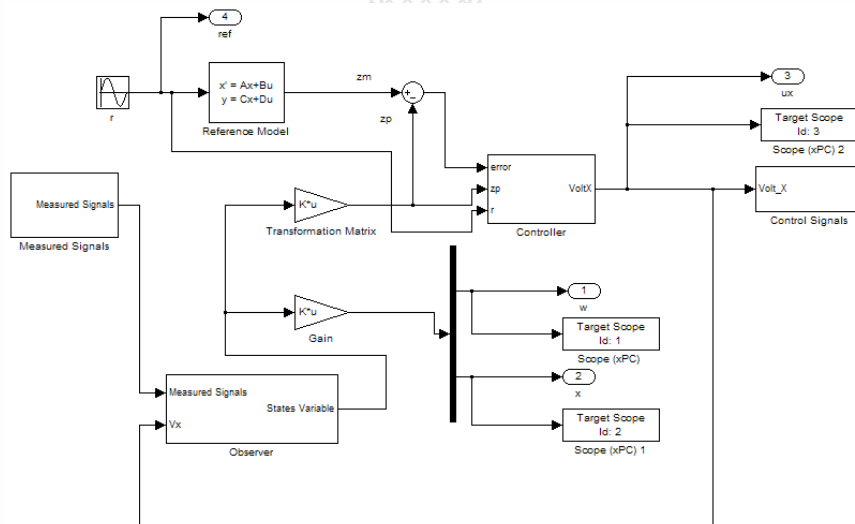 4
ref
x' = Ax+Bu
y = Cx+Du
Reference Model
r
zm
zp
+
-
3
ux
Target Scope
Id: 3
Scope (xPC) 2
error
zp
r
VoltX
Controller
Volt_X
Control Signals
Measured Signals
Measured Signals
K*u
Transformation Matrix
K*u
Gain
1
w
Target Scope
Id: 1
Scope (xPC)
2
x
Target Scope
Id: 2
Scope (xPC) 1
Measured Signals
States Variable
Vx
Observer